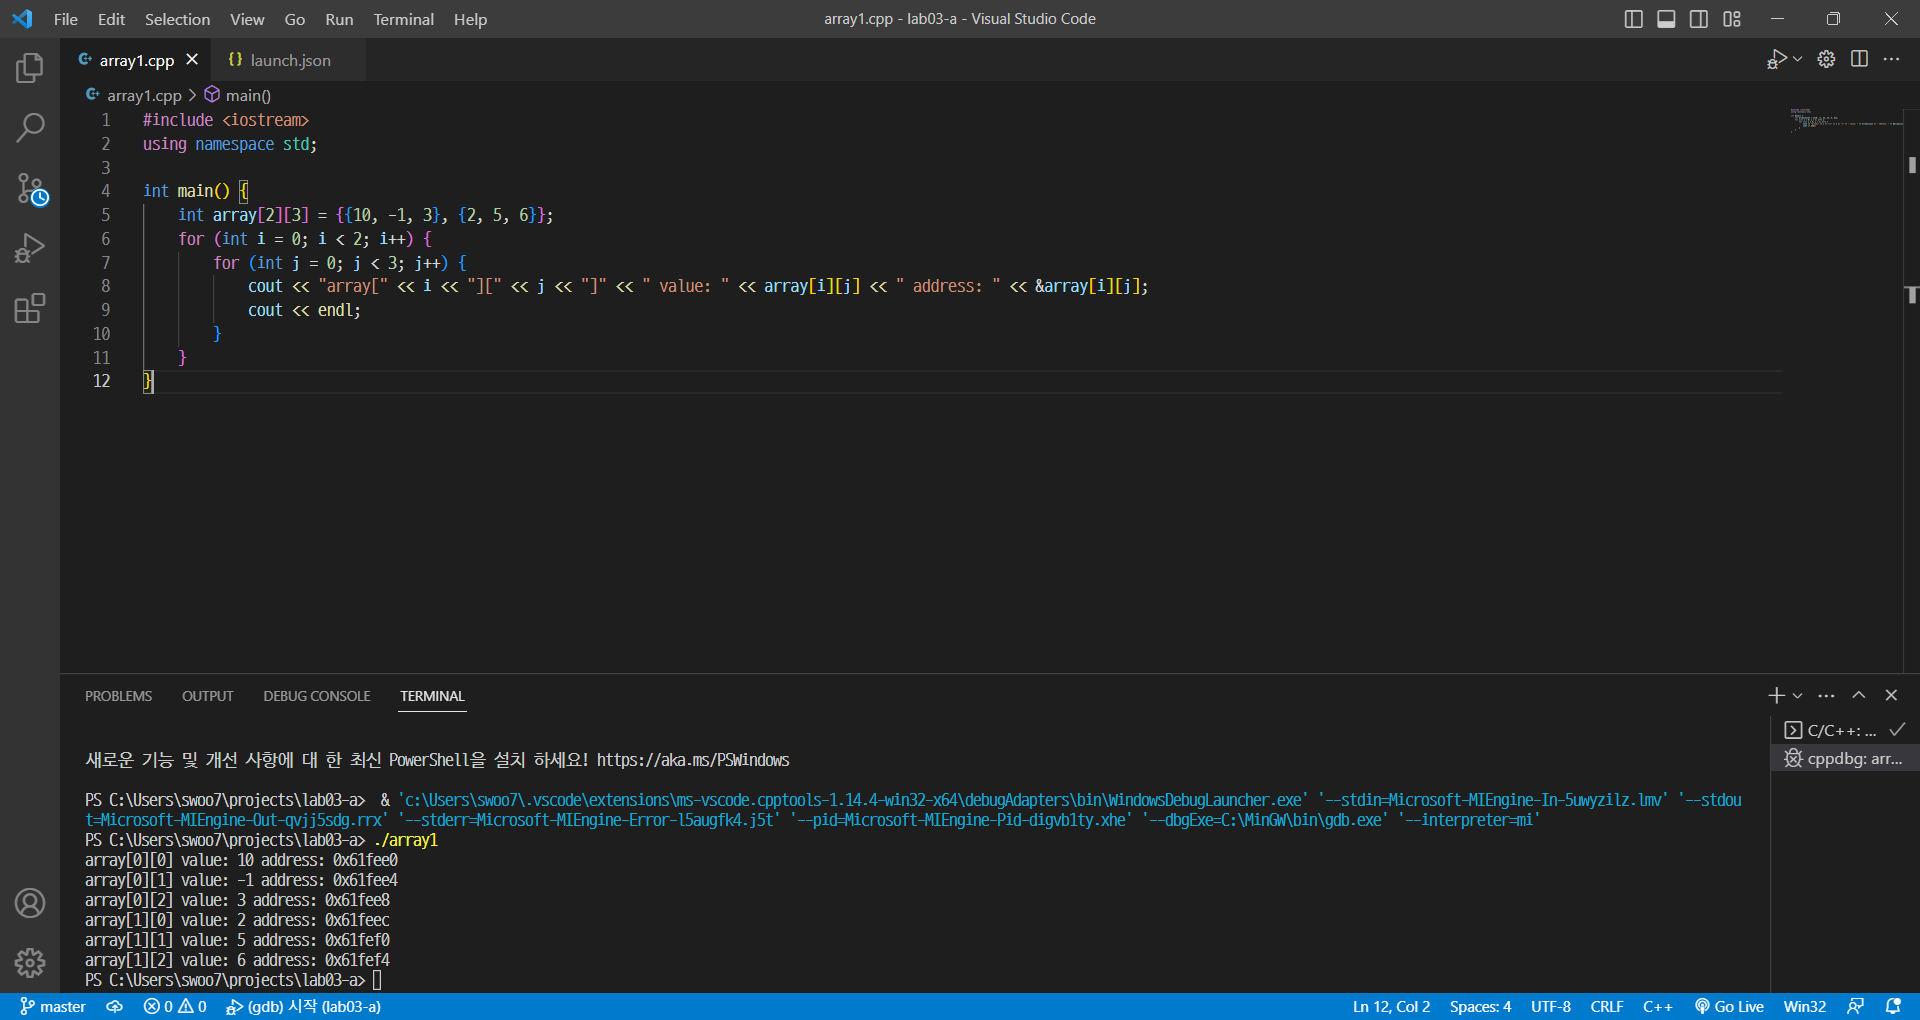 File Edit Selection View Go Run Terminal Help
array1.cpp - lab03-a - Visual Studio Code
array1.cpp
launch.json
array1.cpp > main()
1 #include <iostream>
2 using namespace std;
3
4 int main() {
5     int array[2][3] = {{10, -1, 3}, {2, 5, 6}};
6     for (int i = 0; i < 2; i++) {
7         for (int j = 0; j < 3; j++) {
8             cout << "array[" << i << "][" << j << "]" << " value: " << array[i][j] << " address: " << &array[i][j];
9             cout << endl;
10         }
11     }
12 }
PROBLEMS OUTPUT DEBUG CONSOLE TERMINAL
C/C++: ...
cppdbg: arr...
새로운 기능 및 개선 사항에 대 한 최신 PowerShell을 설치 하세요! https://aka.ms/PSWindows
PS C:\Users\swoo7\projects\lab03-a>  & 'c:\Users\swoo7\.vscode\extensions\ms-vscode.cpptools-1.14.4-win32-x64\debugAdapters\bin\WindowsDebugLauncher.exe' '--stdin=Microsoft-MIEngine-In-5uwyzilz.lmv' '--stdou
t=Microsoft-MIEngine-Out-qvjj5sdg.rrx' '--stderr=Microsoft-MIEngine-Error-l5augfk4.j5t' '--pid=Microsoft-MIEngine-Pid-digvb1ty.xhe' '--dbgExe=C:\MinGW\bin\gdb.exe' '--interpreter=mi'
PS C:\Users\swoo7\projects\lab03-a> ./array1
array[0][0] value: 10 address: 0x61fee0
array[0][1] value: -1 address: 0x61fee4
array[0][2] value: 3 address: 0x61fee8
array[1][0] value: 2 address: 0x61feec
array[1][1] value: 5 address: 0x61fef0
array[1][2] value: 6 address: 0x61fef4
PS C:\Users\swoo7\projects\lab03-a>
master 0 0 (gdb) 시작 (lab03-a) Ln 12, Col 2 Spaces: 4 UTF-8 CRLF C++ Go Live Win32